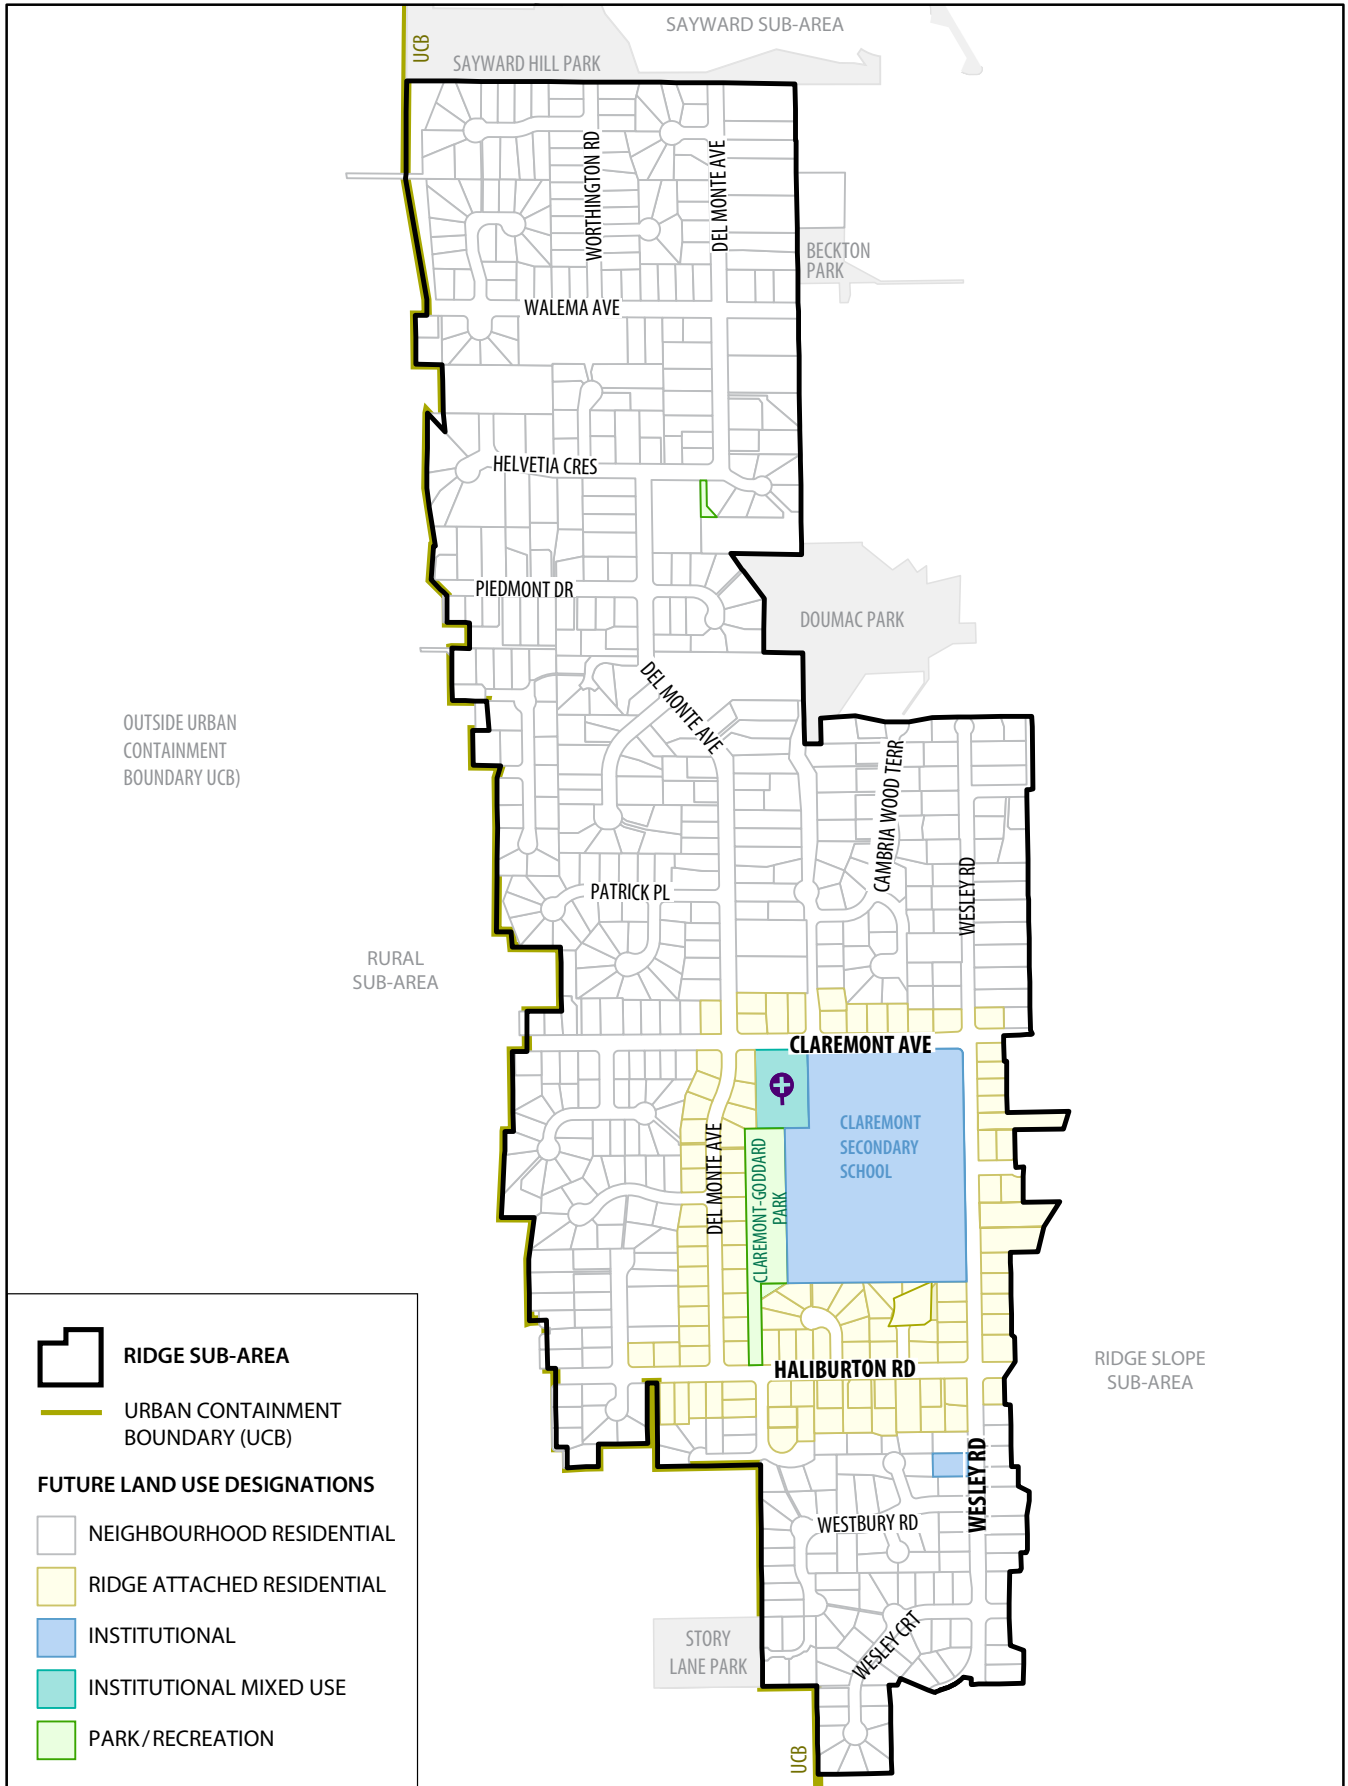 SAYWARD SUB-AREA
UCB
SAYWARD HILL PARK
WORTHINGTON RD
DEL MONTE AVE
BECKTON
PARK
WALEMA AVE
HELVETIA CRES
PIEDMONT DR
DOUMAC PARK
DEL MONTE AVE
OUTSIDE URBAN
CONTAINMENT
BOUNDARY UCB)
CAMBRIA WOOD TERR
WESLEY RD
PATRICK PL
RURAL
SUB-AREA
CLAREMONT AVE
CLAREMONT
SECONDARY
SCHOOL
DEL MONTE AVE
CLAREMONT-GODDARD
PARK
HALIBURTON RD
RIDGE SLOPE
SUB-AREA
WESLEY RD
WESTBURY RD
STORY
LANE PARK
WESLEY CRT
UCB
RIDGE SUB-AREA
URBAN CONTAINMENT
BOUNDARY (UCB)
FUTURE LAND USE DESIGNATIONS
NEIGHBOURHOOD RESIDENTIAL
RIDGE ATTACHED RESIDENTIAL
INSTITUTIONAL
INSTITUTIONAL MIXED USE
PARK/RECREATION